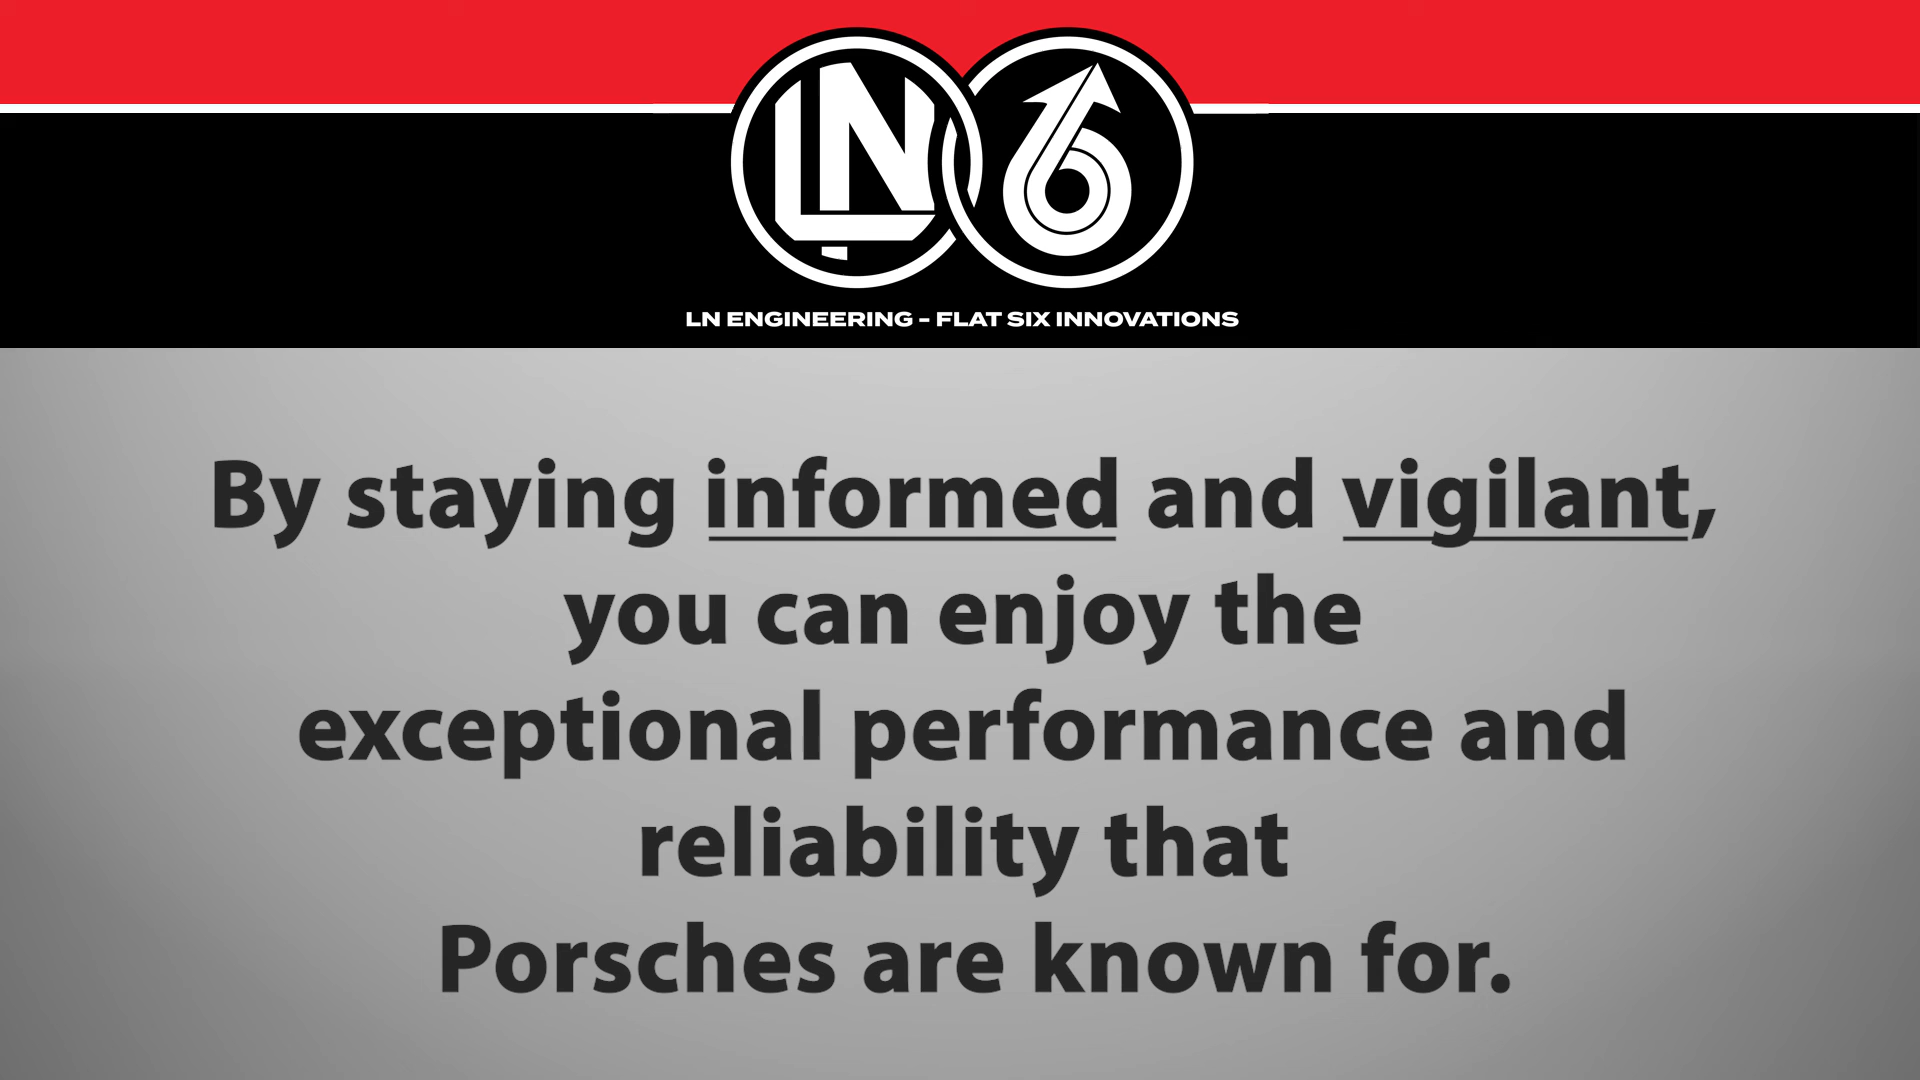 LN 6
LN ENGINEERING - FLAT SIX INNOVATIONS
By staying informed and vigilant,
you can enjoy the
exceptional performance and
reliability that
Porsches are known for.